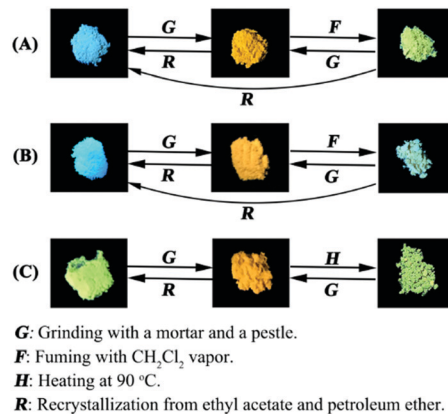 G F
(A) R G
R
G F
(B) R G
R
G H
(C) R G
G: Grinding with a mortar and a pestle.
F: Fuming with CH₂Cl₂ vapor.
H: Heating at 90 °C.
R: Recrystallization from ethyl acetate and petroleum ether.